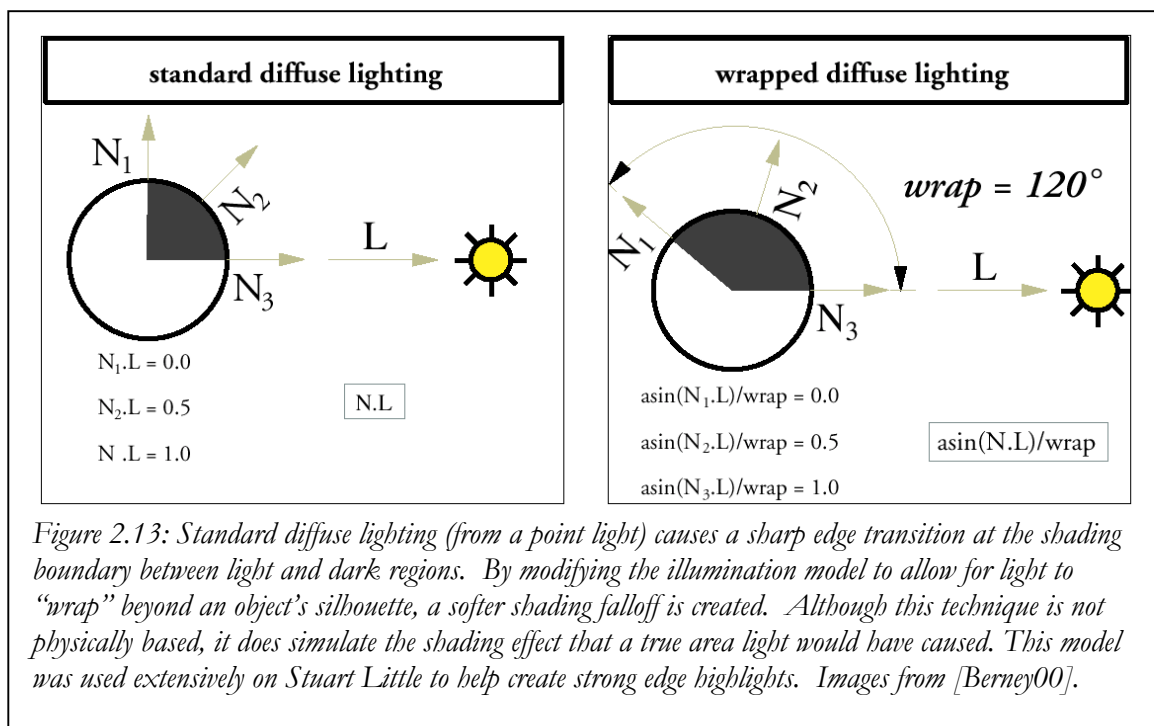 standard diffuse lighting
N1
N2
N3
L
N1.L = 0.0
N2.L = 0.5
N .L = 1.0
N.L
wrapped diffuse lighting
wrap = 120°
N1
N2
N3
L
asin(N1.L)/wrap = 0.0
asin(N2.L)/wrap = 0.5
asin(N3.L)/wrap = 1.0
asin(N.L)/wrap
Figure 2.13: Standard diffuse lighting (from a point light) causes a sharp edge transition at the shading
boundary between light and dark regions. By modifying the illumination model to allow for light to
“wrap” beyond an object’s silhouette, a softer shading falloff is created. Although this technique is not
physically based, it does simulate the shading effect that a true area light would have caused. This model
was used extensively on Stuart Little to help create strong edge highlights. Images from [Berney00].